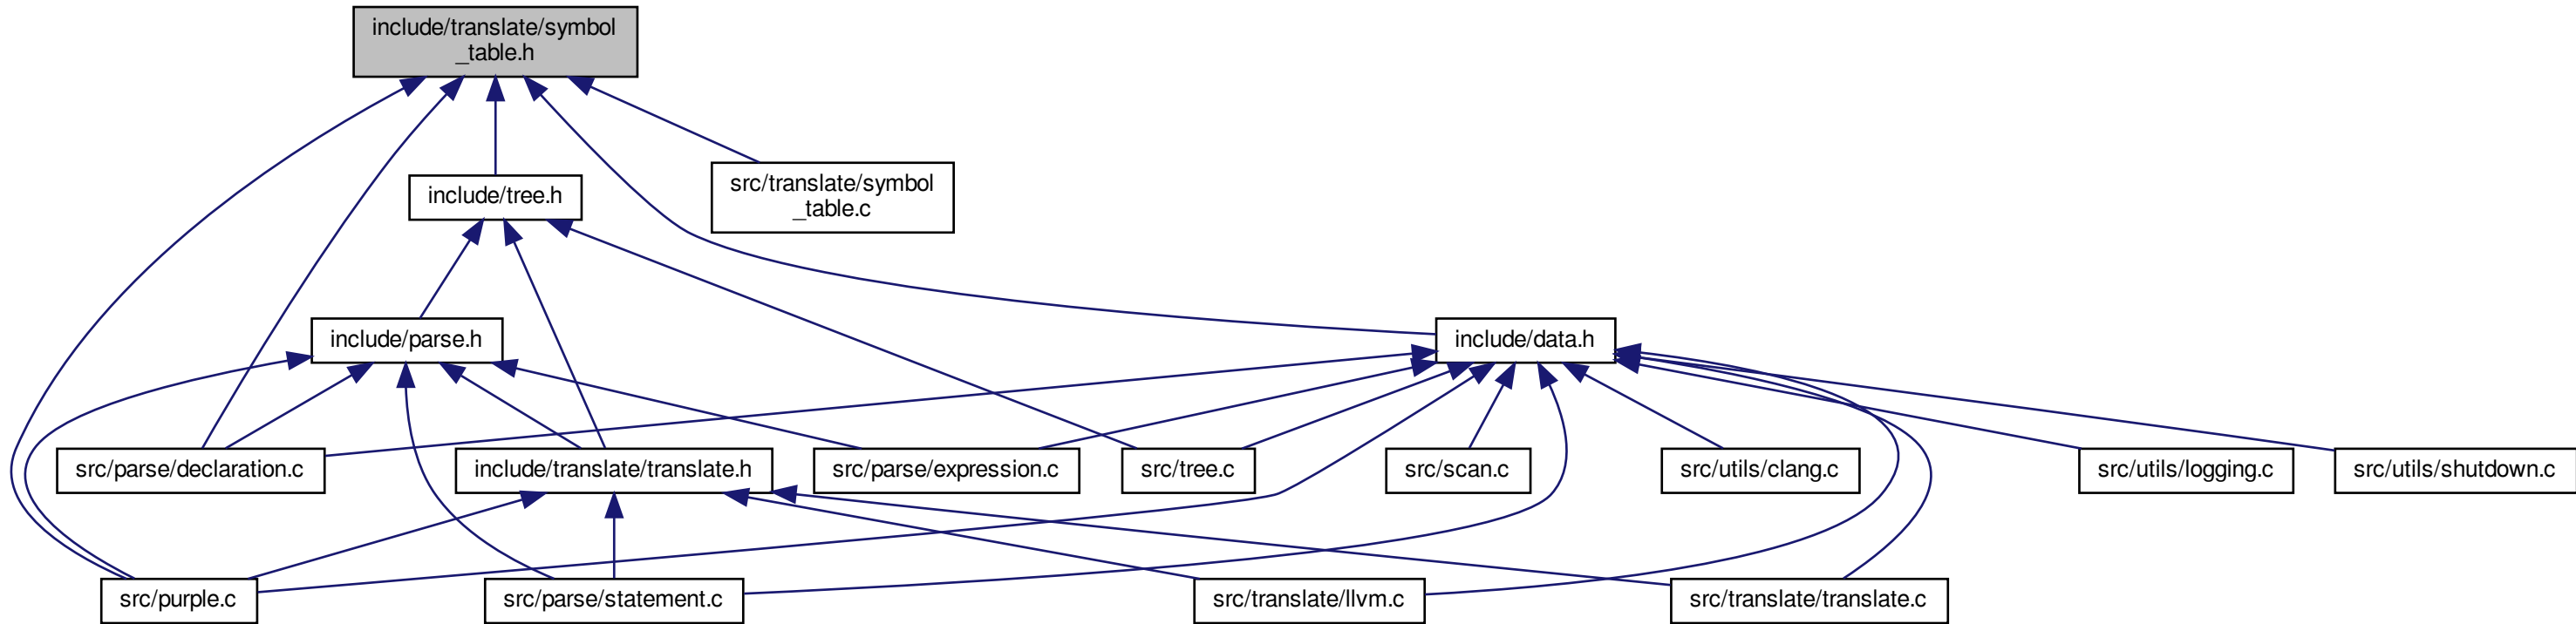 include/translate/symbol
_table.h
include/tree.h
src/translate/symbol
_table.c
include/parse.h
include/data.h
src/parse/declaration.c
include/translate/translate.h
src/parse/expression.c
src/tree.c
src/scan.c
src/utils/clang.c
src/utils/logging.c
src/utils/shutdown.c
src/purple.c
src/parse/statement.c
src/translate/llvm.c
src/translate/translate.c